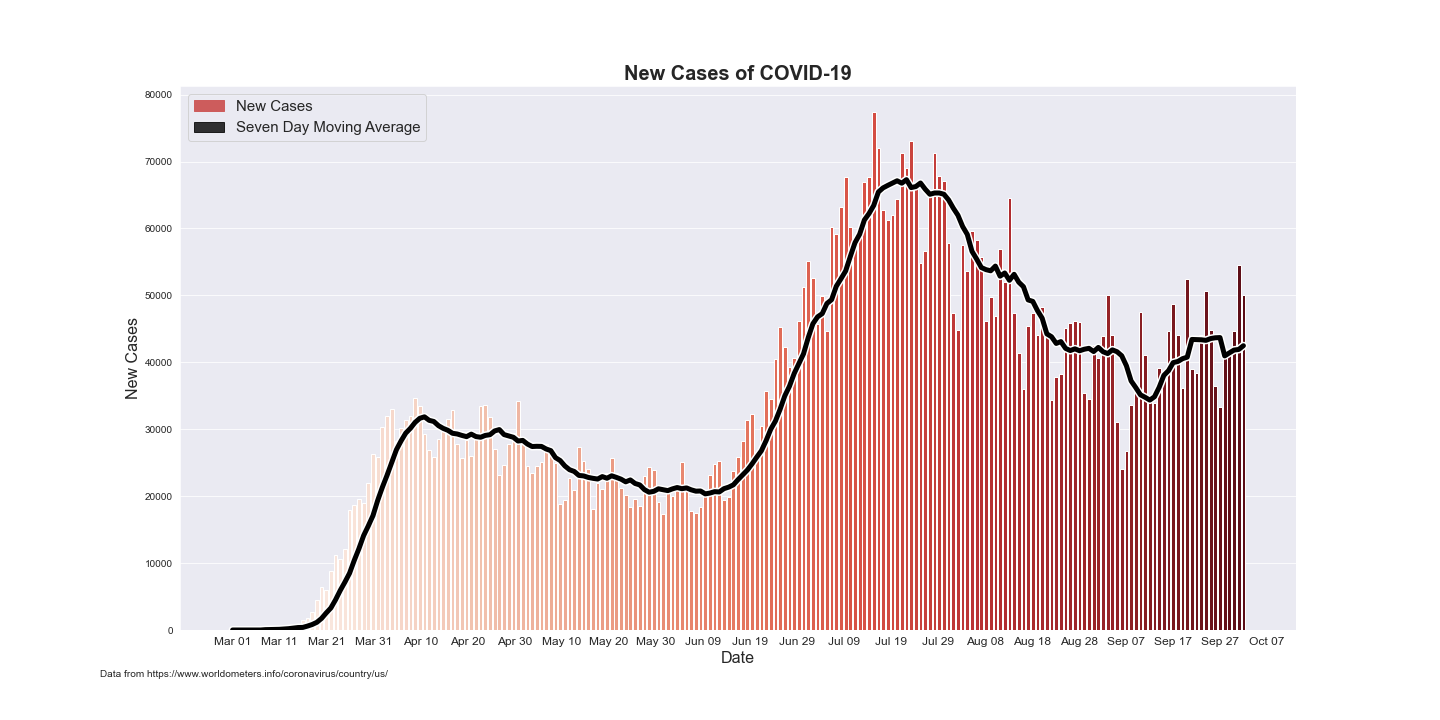 New Cases of COVID-19
New Cases
Seven Day Moving Average
80000
70000
60000
50000
40000
30000
20000
10000
0
New Cases
Mar 01 Mar 11 Mar 21 Mar 31 Apr 10 Apr 20 Apr 30 May 10 May 20 May 30 Jun 09 Jun 19 Jun 29 Jul 09 Jul 19 Jul 29 Aug 08 Aug 18 Aug 28 Sep 07 Sep 17 Sep 27 Oct 07
Date
Data from https://www.worldometers.info/coronavirus/country/us/